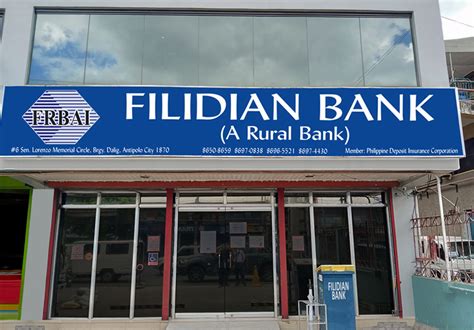 FRBAI
FILIDIAN BANK
(A Rural Bank)
#6 Sen. Lorenzo Memorial Circle, Brgy. Dalig, Antipolo City 1870
8650-8659 8697-0838 8696-5521 8697-4430
Member: Philippine Deposit Insurance Corporation
FILIDIAN
BANK